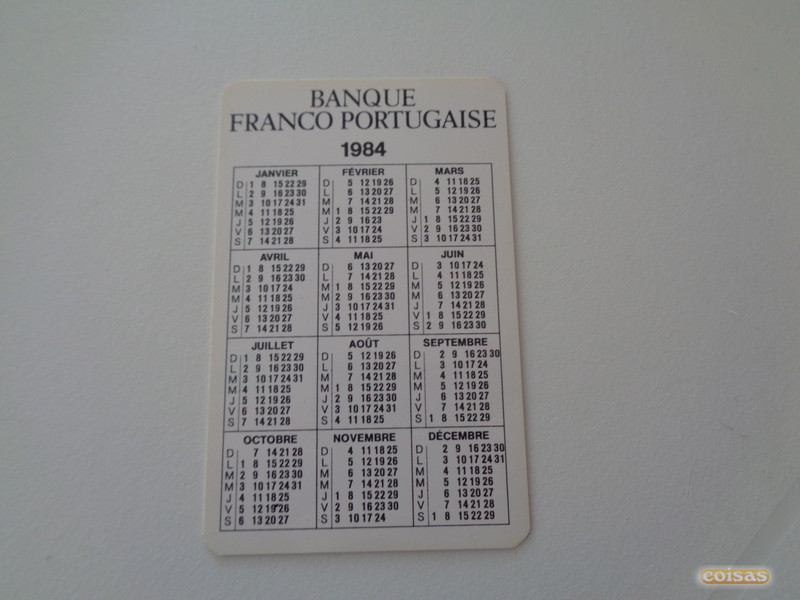 BANQUE
FRANCO PORTUGAISE
1984
JANVIER
D 1 8 15 22 29
L 2 9 16 23 30
M 3 10 17 24 31
M 4 11 18 25
J 5 12 19 26
V 6 13 20 27
S 7 14 21 28
FÉVRIER
D 5 12 19 26
L 6 13 20 27
M 7 14 21 28
M 1 8 15 22 29
J 2 9 16 23
V 3 10 17 24
S 4 11 18 25
MARS
D 4 11 18 25
L 5 12 19 26
M 6 13 20 27
M 7 14 21 28
J 1 8 15 22 29
V 2 9 16 23 30
S 3 10 17 24 31
AVRIL
D 1 8 15 22 29
L 2 9 16 23 30
M 3 10 17 24
M 4 11 18 25
J 5 12 19 26
V 6 13 20 27
S 7 14 21 28
MAI
D 6 13 20 27
L 7 14 21 28
M 1 8 15 22 29
M 2 9 16 23 30
J 3 10 17 24 31
V 4 11 18 25
S 5 12 19 26
JUIN
D 3 10 17 24
L 4 11 18 25
M 5 12 19 26
M 6 13 20 27
J 7 14 21 28
V 1 8 15 22 29
S 2 9 16 23 30
JUILLET
D 1 8 15 22 29
L 2 9 16 23 30
M 3 10 17 24 31
M 4 11 18 25
J 5 12 19 26
V 6 13 20 27
S 7 14 21 28
AOÛT
D 5 12 19 26
L 6 13 20 27
M 7 14 21 28
M 1 8 15 22 29
J 2 9 16 23 30
V 3 10 17 24 31
S 4 11 18 25
SEPTEMBRE
D 2 9 16 23 30
L 3 10 17 24
M 4 11 18 25
M 5 12 19 26
J 6 13 20 27
V 7 14 21 28
S 1 8 15 22 29
OCTOBRE
D 7 14 21 28
L 1 8 15 22 29
M 2 9 16 23 30
M 3 10 17 24 31
J 4 11 18 25
V 5 12 19 26
S 6 13 20 27
NOVEMBRE
D 4 11 18 25
L 5 12 19 26
M 6 13 20 27
M 7 14 21 28
J 1 8 15 22 29
V 2 9 16 23 30
S 3 10 17 24
DÉCEMBRE
D 2 9 16 23 30
L 3 10 17 24 31
M 4 11 18 25
M 5 12 19 26
J 6 13 20 27
V 7 14 21 28
S 1 8 15 22 29
coisas